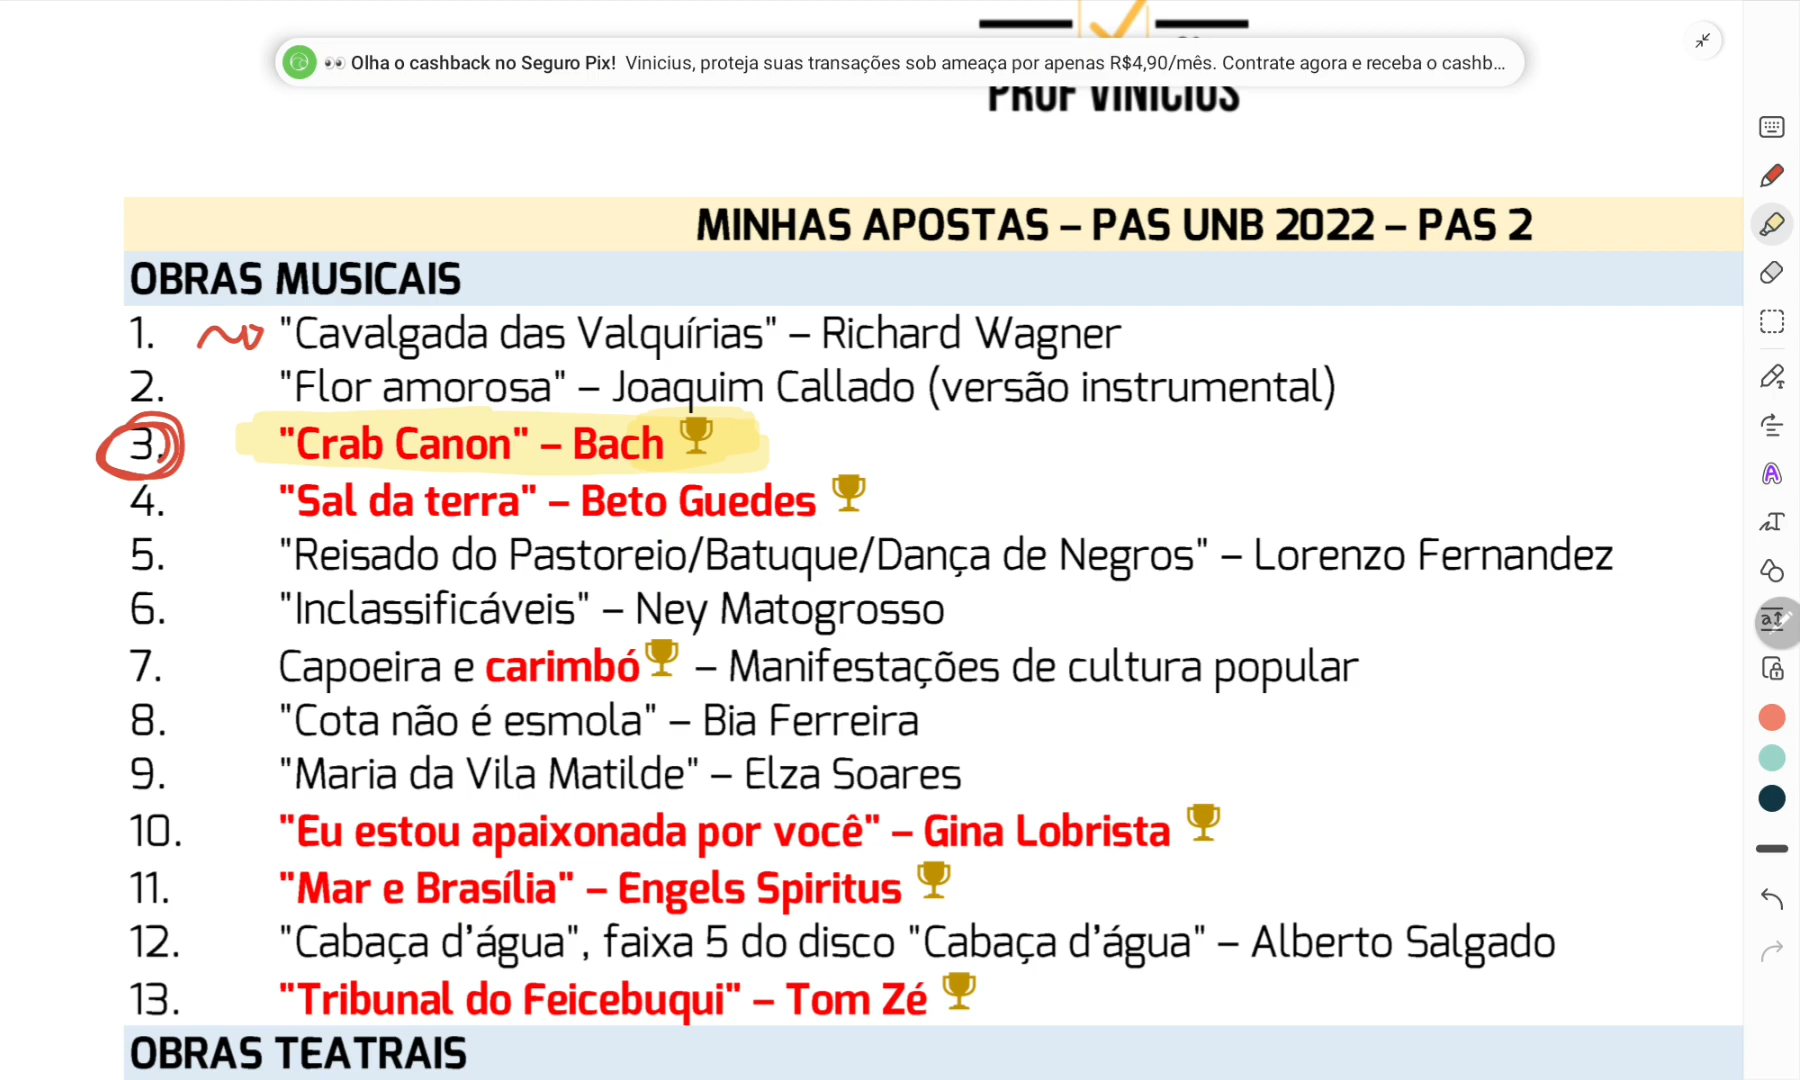 👀 Olha o cashback no Seguro Pix! Vinicius, proteja suas transações sob ameaça por apenas R$4,90/mês. Contrate agora e receba o cashb...
PROF VINICIUS
MINHAS APOSTAS – PAS UNB 2022 – PAS 2
OBRAS MUSICAIS
1. "Cavalgada das Valquírias" – Richard Wagner
2. "Flor amorosa" – Joaquim Callado (versão instrumental)
3. "Crab Canon" – Bach 🏆
4. "Sal da terra" – Beto Guedes 🏆
5. "Reisado do Pastoreio/Batuque/Dança de Negros" – Lorenzo Fernandez
6. "Inclassificáveis" – Ney Matogrosso
7. Capoeira e carimbó🏆 – Manifestações de cultura popular
8. "Cota não é esmola" – Bia Ferreira
9. "Maria da Vila Matilde" – Elza Soares
10. "Eu estou apaixonada por você" – Gina Lobrista 🏆
11. "Mar e Brasília" – Engels Spiritus 🏆
12. "Cabaça d’água", faixa 5 do disco "Cabaça d’água" – Alberto Salgado
13. "Tribunal do Feicebuqui" – Tom Zé 🏆
OBRAS TEATRAIS